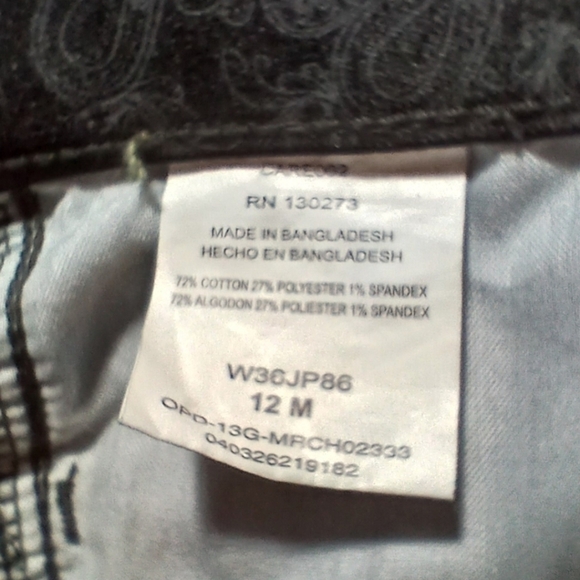 CARE002
RN 130273
MADE IN BANGLADESH
HECHO EN BANGLADESH
72% COTTON 27% POLYESTER 1% SPANDEX
72% ALGODON 27% POLIESTER 1% SPANDEX
W36JP86
12 M
OPD-13G-MRCH02333
040326219182